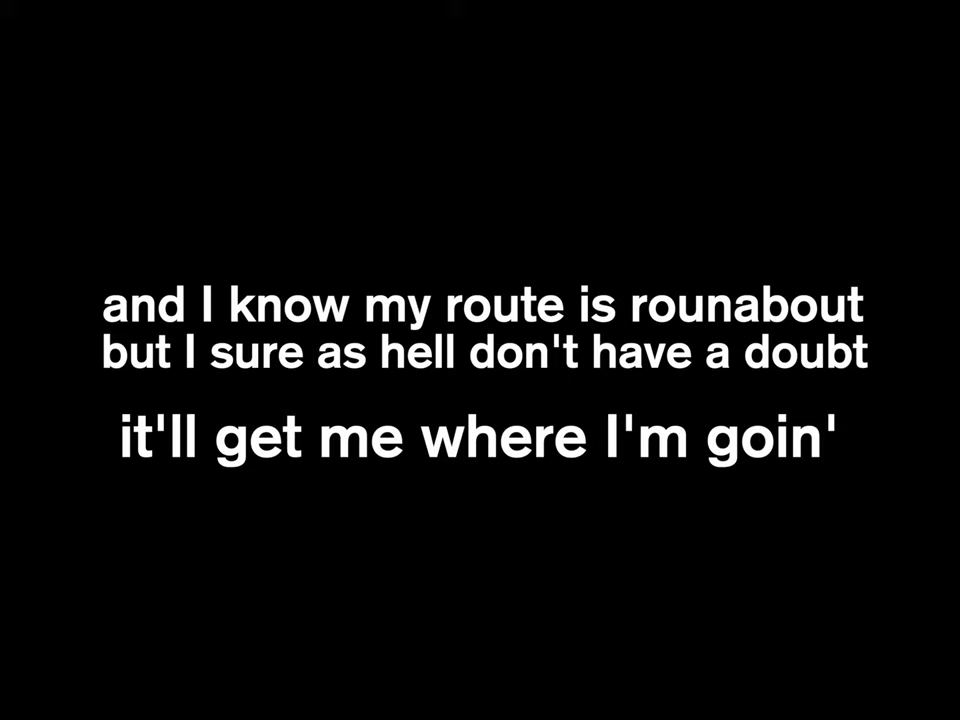 and I know my route is rounabout
but I sure as hell don't have a doubt
it'll get me where I'm goin'